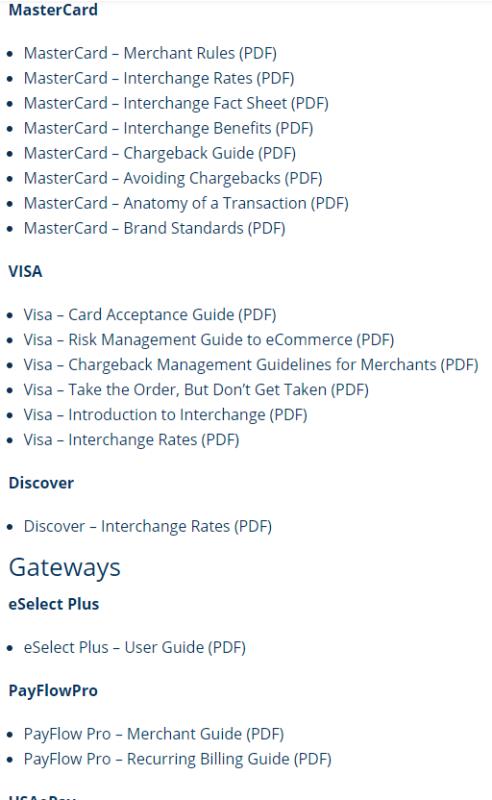 MasterCard
MasterCard – Merchant Rules (PDF)
MasterCard – Interchange Rates (PDF)
MasterCard – Interchange Fact Sheet (PDF)
MasterCard – Interchange Benefits (PDF)
MasterCard – Chargeback Guide (PDF)
MasterCard – Avoiding Chargebacks (PDF)
MasterCard – Anatomy of a Transaction (PDF)
MasterCard – Brand Standards (PDF)
VISA
Visa – Card Acceptance Guide (PDF)
Visa – Risk Management Guide to eCommerce (PDF)
Visa – Chargeback Management Guidelines for Merchants (PDF)
Visa – Take the Order, But Don’t Get Taken (PDF)
Visa – Introduction to Interchange (PDF)
Visa – Interchange Rates (PDF)
Discover
Discover – Interchange Rates (PDF)
Gateways
eSelect Plus
eSelect Plus – User Guide (PDF)
PayFlowPro
PayFlow Pro – Merchant Guide (PDF)
PayFlow Pro – Recurring Billing Guide (PDF)